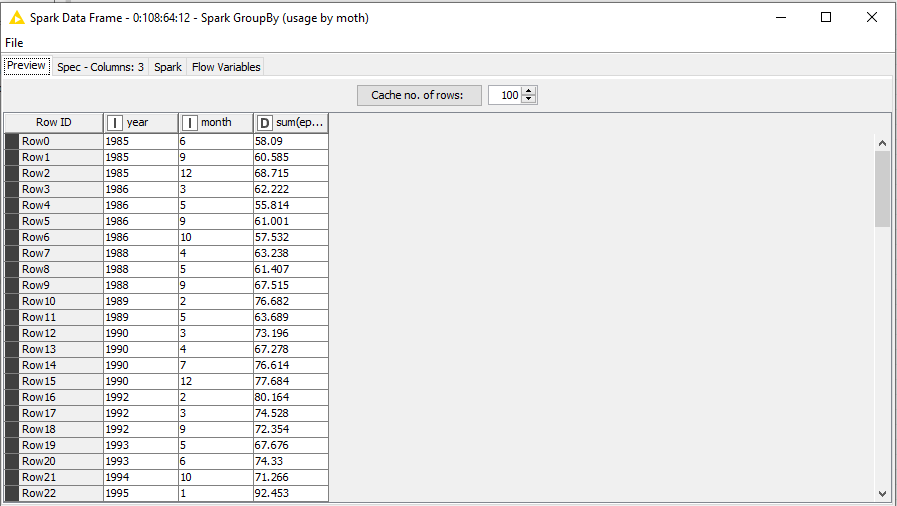 Spark Data Frame - 0:108:64:12 - Spark GroupBy (usage by moth)
File
Preview Spec - Columns: 3 Spark Flow Variables
Cache no. of rows: 100
Row ID I year I month D sum(ep...
Row0 1985 6 58.09
Row1 1985 9 60.585
Row2 1985 12 68.715
Row3 1986 3 62.222
Row4 1986 5 55.814
Row5 1986 9 61.001
Row6 1986 10 57.532
Row7 1988 4 63.238
Row8 1988 5 61.407
Row9 1988 9 67.515
Row10 1989 2 76.682
Row11 1989 5 63.689
Row12 1990 3 73.196
Row13 1990 4 67.278
Row14 1990 7 76.614
Row15 1990 12 77.684
Row16 1992 2 80.164
Row17 1992 3 74.528
Row18 1992 9 72.354
Row19 1993 5 67.676
Row20 1993 6 74.33
Row21 1994 10 71.266
Row22 1995 1 92.453